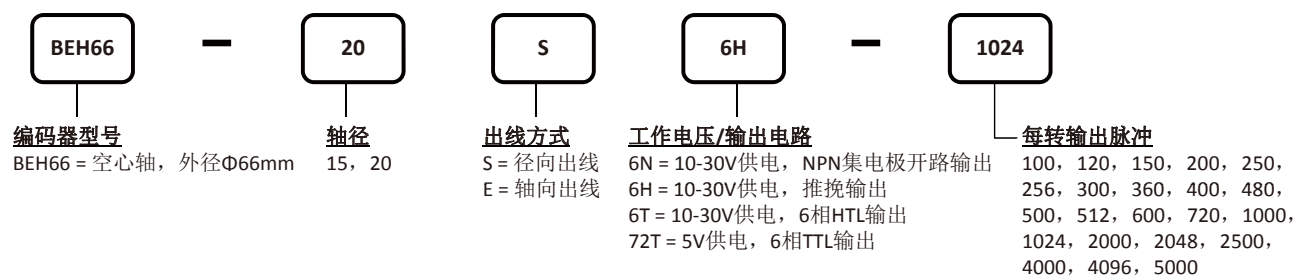 BEH66 - 20 S 6H - 1024
编码器型号
BEH66 = 空心轴，外径Φ66mm
轴径
15，20
出线方式
S = 径向出线
E = 轴向出线
工作电压/输出电路
6N = 10-30V供电，NPN集电极开路输出
6H = 10-30V供电，推挽输出
6T = 10-30V供电，6相HTL输出
72T = 5V供电，6相TTL输出
每转输出脉冲
100，120，150，200，250，
256，300，360，400，480，
500，512，600，720，1000，
1024，2000，2048，2500，
4000，4096，5000